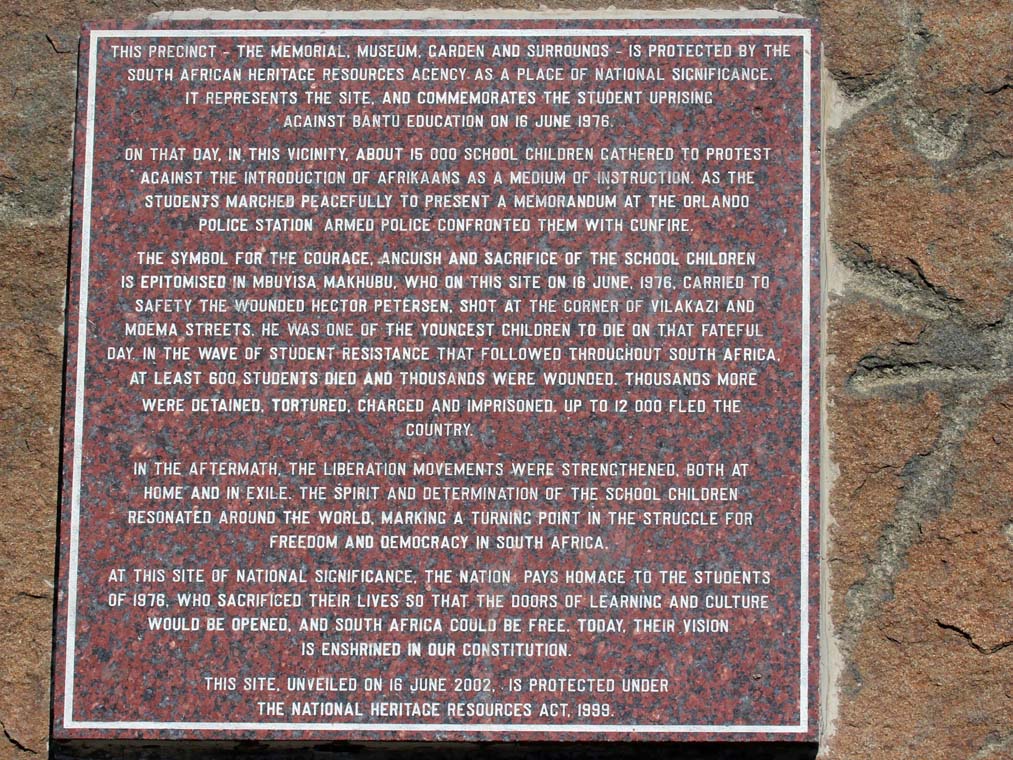 THIS PRECINCT - THE MEMORIAL, MUSEUM, GARDEN AND SURROUNDS - IS PROTECTED BY THE
SOUTH AFRICAN HERITAGE RESOURCES AGENCY AS A PLACE OF NATIONAL SIGNIFICANCE.
IT REPRESENTS THE SITE, AND COMMEMORATES THE STUDENT UPRISING
AGAINST BANTU EDUCATION ON 16 JUNE 1976.
ON THAT DAY, IN THIS VICINITY, ABOUT 15 000 SCHOOL CHILDREN GATHERED TO PROTEST
AGAINST THE INTRODUCTION OF AFRIKAANS AS A MEDIUM OF INSTRUCTION. AS THE
STUDENTS MARCHED PEACEFULLY TO PRESENT A MEMORANDUM AT THE ORLANDO
POLICE STATION ARMED POLICE CONFRONTED THEM WITH GUNFIRE.
THE SYMBOL FOR THE COURAGE, ANGUISH AND SACRIFICE OF THE SCHOOL CHILDREN
IS EPITOMISED IN MBUYISA MAKHUBU, WHO ON THIS SITE ON 16 JUNE, 1976, CARRIED TO
SAFETY THE WOUNDED HECTOR PETERSEN, SHOT AT THE CORNER OF VILAKAZI AND
MOEMA STREETS. HE WAS ONE OF THE YOUNGEST CHILDREN TO DIE ON THAT FATEFUL
DAY. IN THE WAVE OF STUDENT RESISTANCE THAT FOLLOWED THROUGHOUT SOUTH AFRICA,
AT LEAST 600 STUDENTS DIED AND THOUSANDS WERE WOUNDED. THOUSANDS MORE
WERE DETAINED, TORTURED, CHARGED AND IMPRISONED. UP TO 12 000 FLED THE
COUNTRY.
IN THE AFTERMATH, THE LIBERATION MOVEMENTS WERE STRENGTHENED, BOTH AT
HOME AND IN EXILE. THE SPIRIT AND DETERMINATION OF THE SCHOOL CHILDREN
RESONATED AROUND THE WORLD, MARKING A TURNING POINT IN THE STRUGGLE FOR
FREEDOM AND DEMOCRACY IN SOUTH AFRICA.
AT THIS SITE OF NATIONAL SIGNIFICANCE, THE NATION PAYS HOMAGE TO THE STUDENTS
OF 1976, WHO SACRIFICED THEIR LIVES SO THAT THE DOORS OF LEARNING AND CULTURE
WOULD BE OPENED, AND SOUTH AFRICA COULD BE FREE. TODAY, THEIR VISION
IS ENSHRINED IN OUR CONSTITUTION.
THIS SITE, UNVEILED ON 16 JUNE 2002, IS PROTECTED UNDER
THE NATIONAL HERITAGE RESOURCES ACT, 1999.